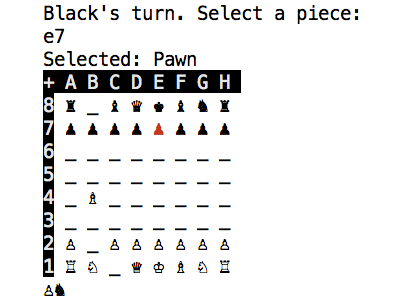 Black's turn. Select a piece:
e7
Selected: Pawn
+ A B C D E F G H
8 ♜ _ ♝ ♛ ♚ ♝ ♞ ♜
7 ♟ ♟ ♟ ♟ ♟ ♟ ♟ ♟
6 _ _ _ _ _ _ _ _
5 _ _ _ _ _ _ _ _
4 _ ♗ _ _ _ _ _ _
3 _ _ _ _ _ _ _ _
2 ♙ _ ♙ ♙ ♙ ♙ ♙ ♙
1 ♖ ♘ _ ♛ ♔ ♗ ♘ ♖
♙♞